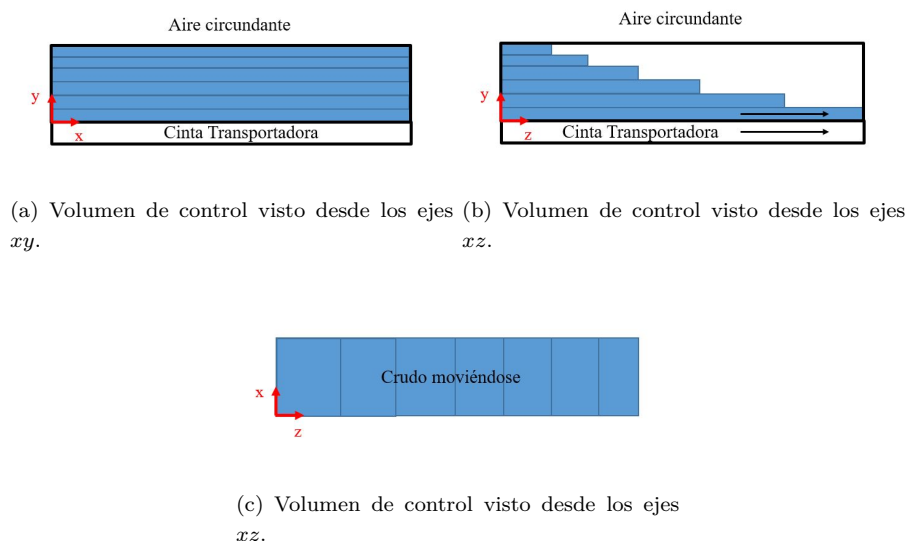 Aire circundante
y
x
Cinta Transportadora
Aire circundante
y
z
Cinta Transportadora
(a) Volumen de control visto desde los ejes
xy.
(b) Volumen de control visto desde los ejes
xz.
x
z
Crudo moviéndose
(c) Volumen de control visto desde los ejes
xz.